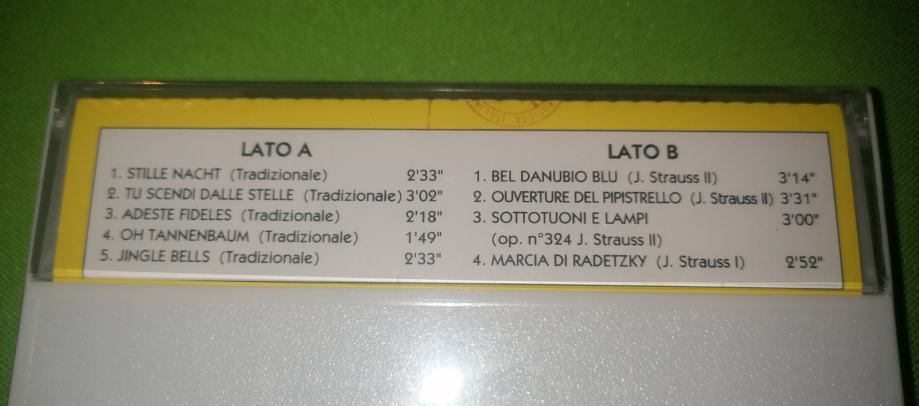 LATO A
1. STILLE NACHT (Tradizionale) 2'33"
2. TU SCENDI DALLE STELLE (Tradizionale) 3'02"
3. ADESTE FIDELES (Tradizionale) 2'18"
4. OH TANNENBAUM (Tradizionale) 1'49"
5. JINGLE BELLS (Tradizionale) 2'33"
LATO B
1. BEL DANUBIO BLU (J. Strauss II) 3'14"
2. OUVERTURE DEL PIPISTRELLO (J. Strauss II) 3'31"
3. SOTTOTUONI E LAMPI 3'00"
(op. n°324 J. Strauss II)
4. MARCIA DI RADETZKY (J. Strauss I) 2'52"